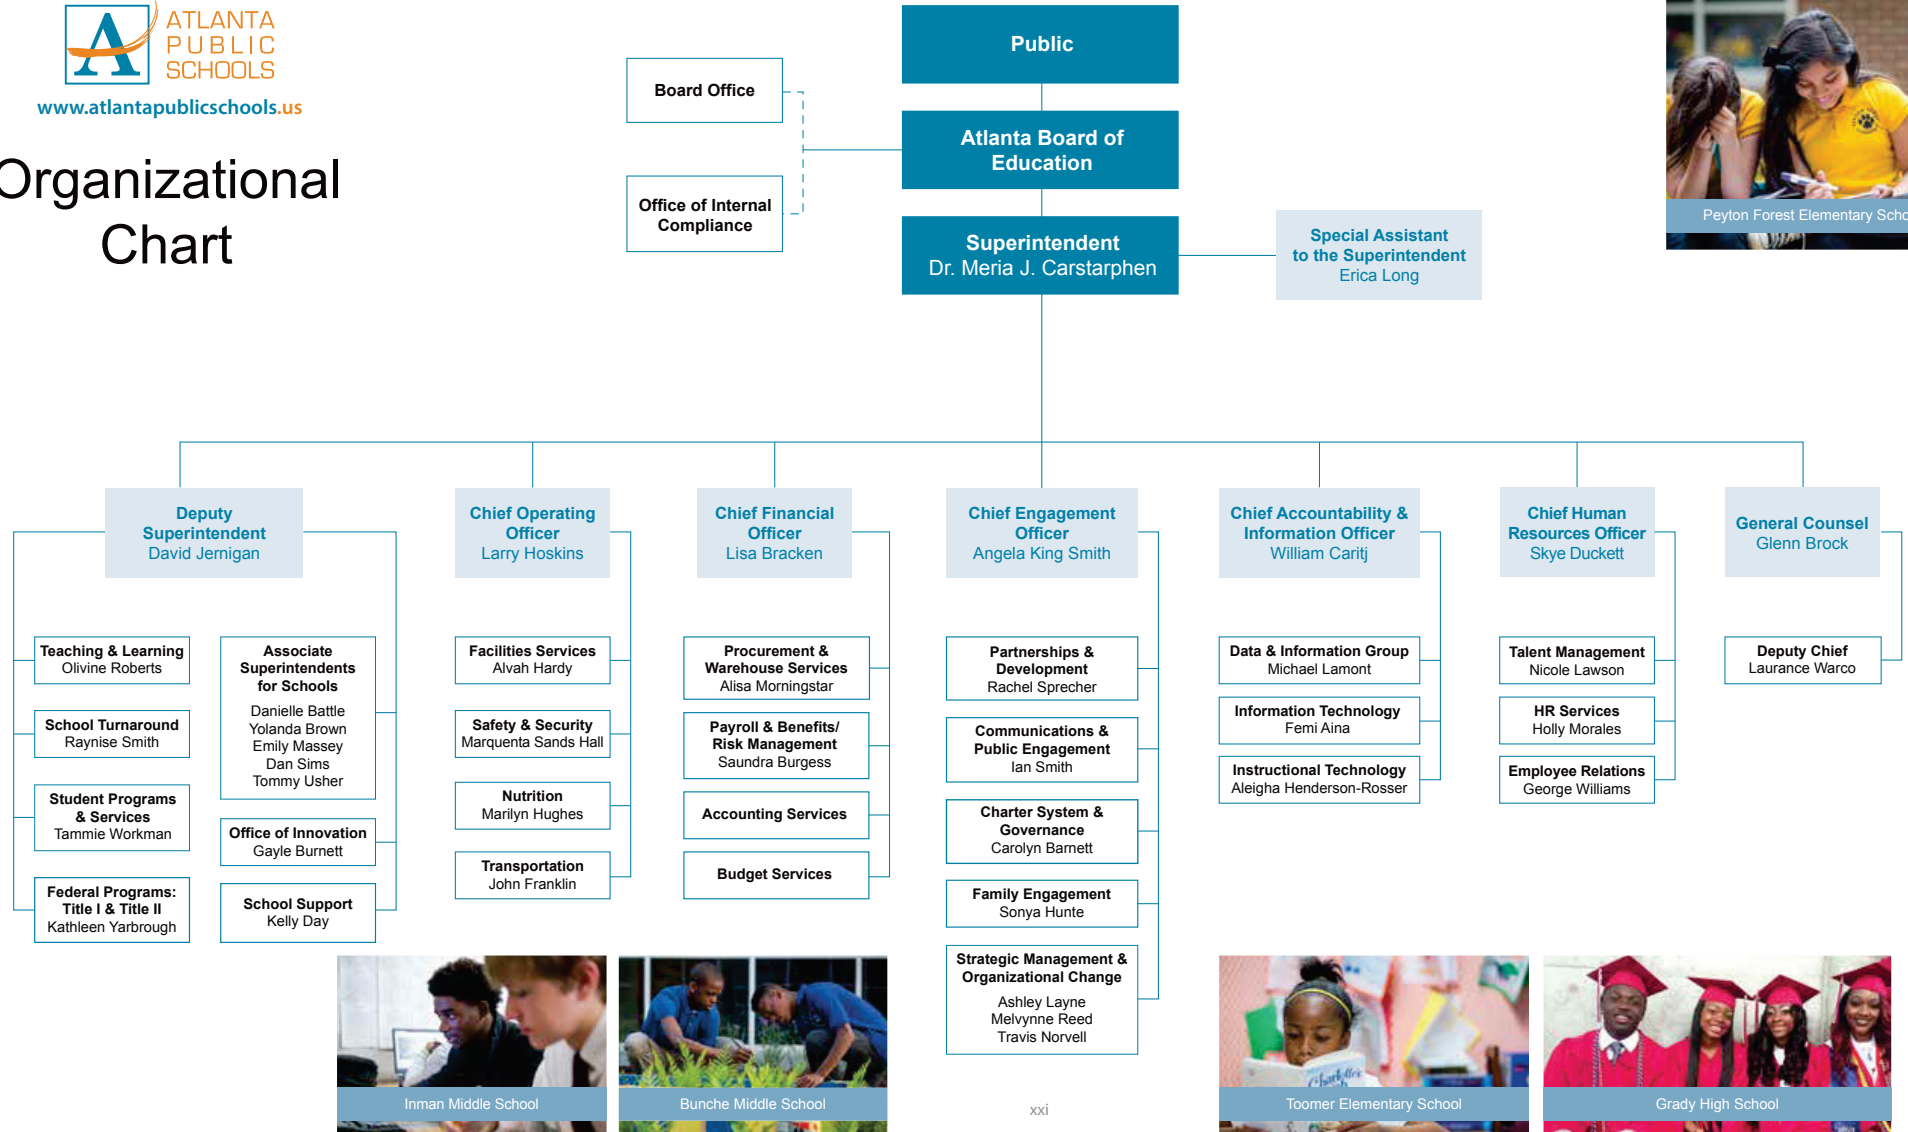 ATLANTA
PUBLIC
SCHOOLS
www.atlantapublicschools.us
Organizational
Chart
Public
Board Office
Atlanta Board of
Education
Office of Internal
Compliance
Superintendent
Dr. Meria J. Carstarphen
Special Assistant
to the Superintendent
Erica Long
Peyton Forest Elementary Scho
Deputy
Superintendent
David Jernigan
Teaching & Learning
Olivine Roberts
School Turnaround
Raynise Smith
Student Programs
& Services
Tammie Workman
Federal Programs:
Title I & Title II
Kathleen Yarbrough
Associate
Superintendents
for Schools
Danielle Battle
Yolanda Brown
Emily Massey
Dan Sims
Tommy Usher
Office of Innovation
Gayle Burnett
School Support
Kelly Day
Chief Operating
Officer
Larry Hoskins
Facilities Services
Alvah Hardy
Safety & Security
Marquenta Sands Hall
Nutrition
Marilyn Hughes
Transportation
John Franklin
Chief Financial
Officer
Lisa Bracken
Procurement &
Warehouse Services
Alisa Morningstar
Payroll & Benefits/
Risk Management
Saundra Burgess
Accounting Services
Budget Services
Chief Engagement
Officer
Angela King Smith
Partnerships &
Development
Rachel Sprecher
Communications &
Public Engagement
Ian Smith
Charter System &
Governance
Carolyn Barnett
Family Engagement
Sonya Hunte
Strategic Management &
Organizational Change
Ashley Layne
Melvynne Reed
Travis Norvell
Chief Accountability &
Information Officer
William Caritj
Data & Information Group
Michael Lamont
Information Technology
Femi Aina
Instructional Technology
Aleigha Henderson-Rosser
Chief Human
Resources Officer
Skye Duckett
Talent Management
Nicole Lawson
HR Services
Holly Morales
Employee Relations
George Williams
General Counsel
Glenn Brock
Deputy Chief
Laurance Warco
Inman Middle School
Bunche Middle School
xxi
Charlotte's
Toomer Elementary School
Grady High School